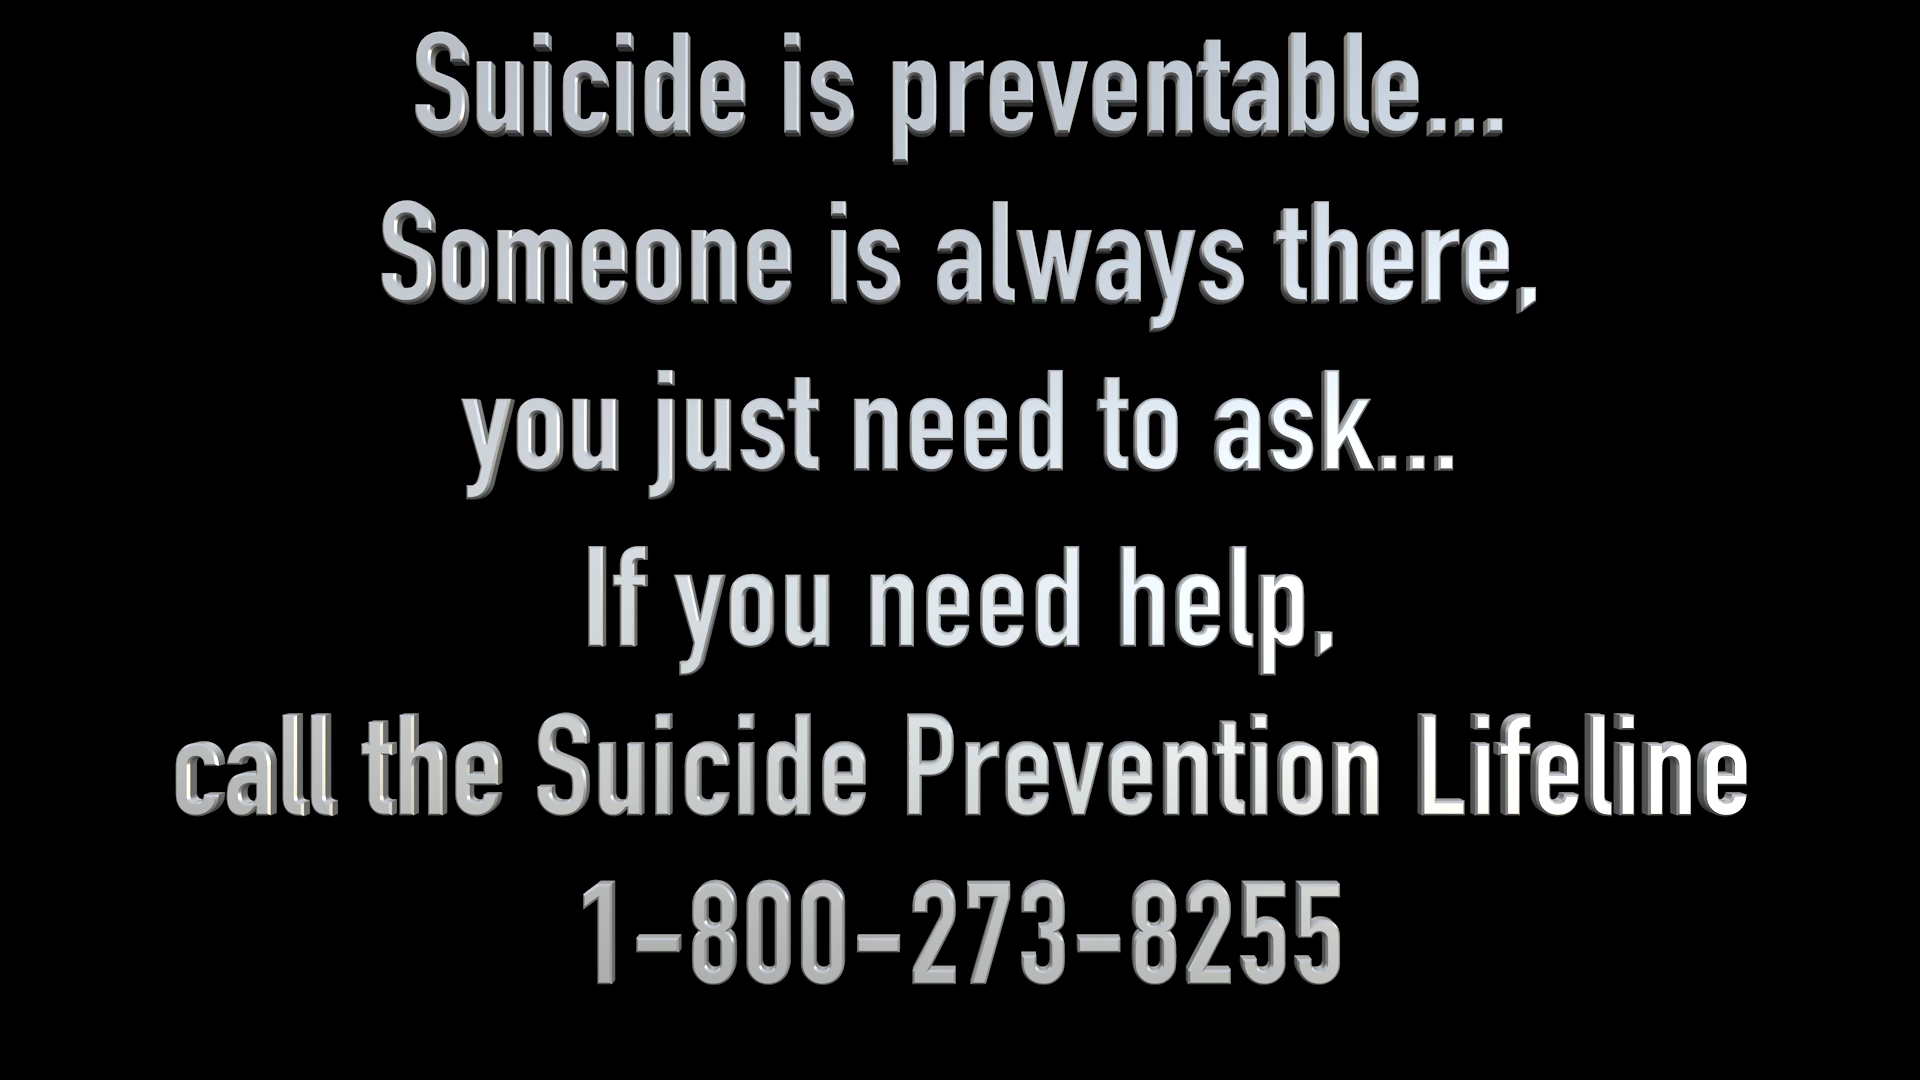 Suicide is preventable...
Someone is always there,
you just need to ask...
If you need help,
call the Suicide Prevention Lifeline
1-800-273-8255